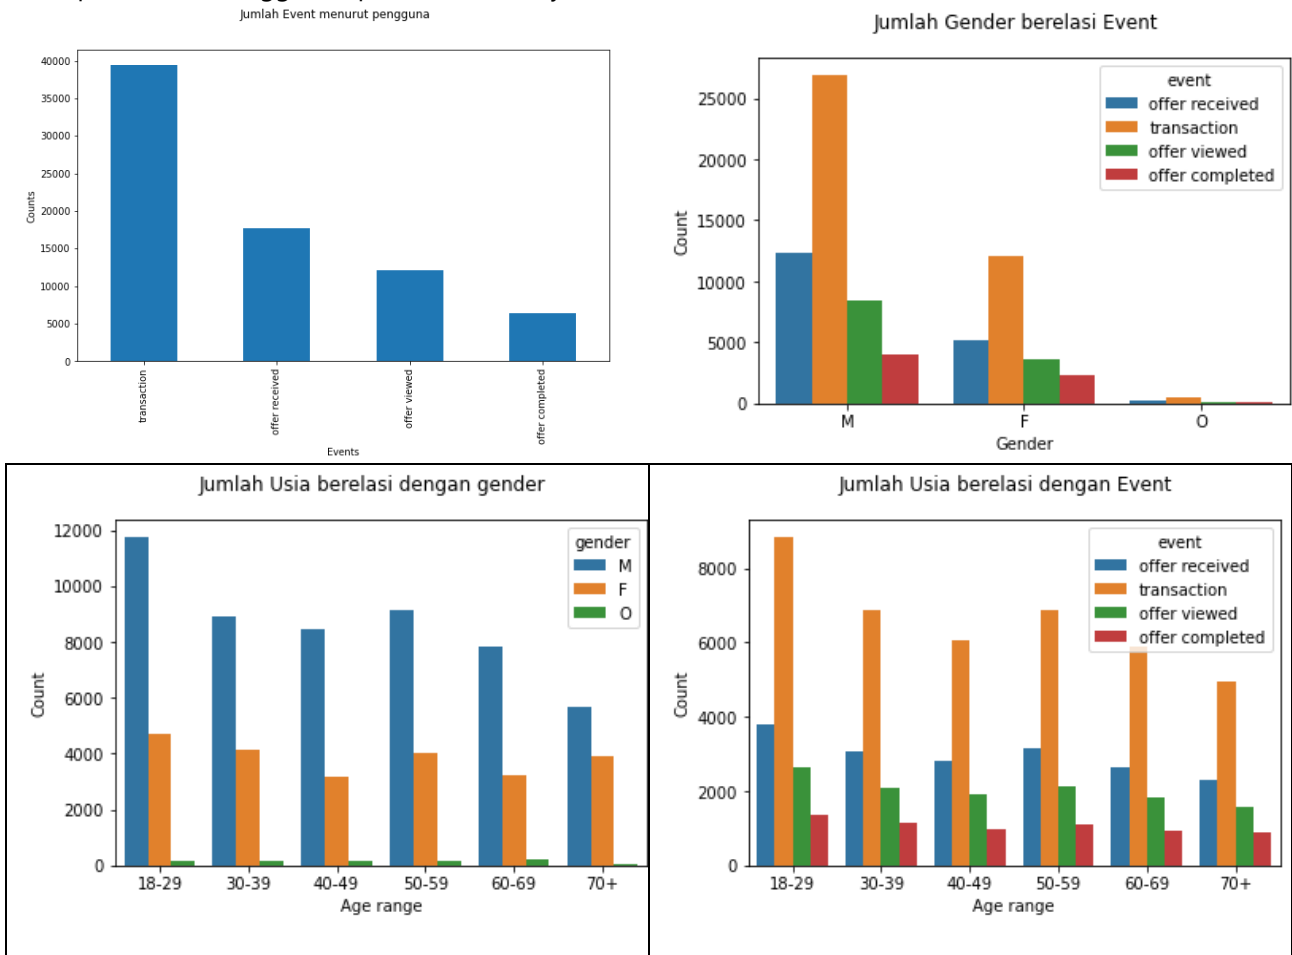 Jumlah Event menurut pengguna
40000
35000
30000
25000
20000
15000
10000
5000
0
Counts
transaction
offer received
offer viewed
offer completed
Events
Jumlah Gender berelasi Event
event
offer received
transaction
offer viewed
offer completed
25000
20000
15000
10000
5000
0
Count
M F O
Gender
Jumlah Usia berelasi dengan gender
gender
M
F
O
12000
10000
8000
6000
4000
2000
0
Count
18-29 30-39 40-49 50-59 60-69 70+
Age range
Jumlah Usia berelasi dengan Event
event
offer received
transaction
offer viewed
offer completed
8000
6000
4000
2000
0
Count
18-29 30-39 40-49 50-59 60-69 70+
Age range